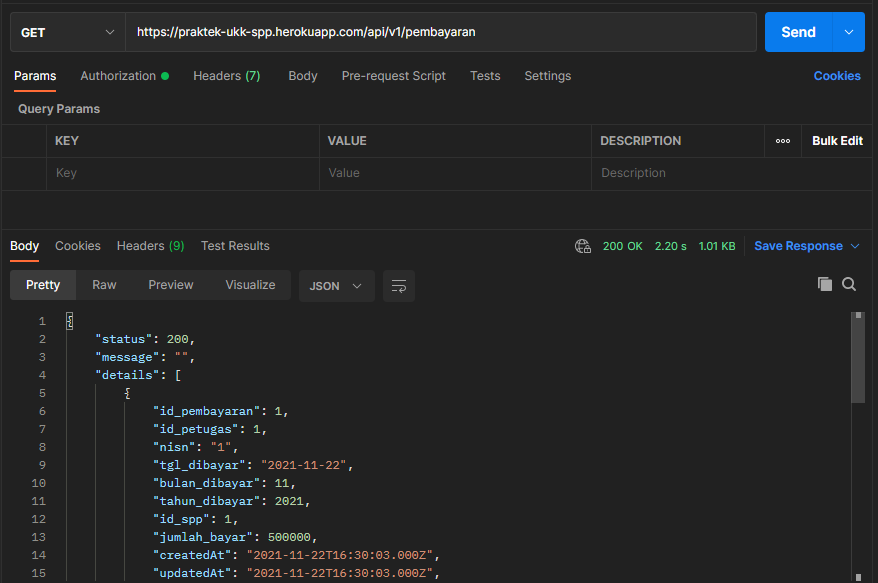 GET https://praktek-ukk-spp.herokuapp.com/api/v1/pembayaran Send
Params Authorization Headers (7) Body Pre-request Script Tests Settings Cookies
Query Params
KEY VALUE DESCRIPTION ooo Bulk Edit
Key Value Description
Body Cookies Headers (9) Test Results 200 OK 2.20 s 1.01 KB Save Response
Pretty Raw Preview Visualize JSON
1 {
2 "status": 200,
3 "message": "",
4 "details": [
5 {
6 "id_pembayaran": 1,
7 "id_petugas": 1,
8 "nisn": "1",
9 "tgl_dibayar": "2021-11-22",
10 "bulan_dibayar": 11,
11 "tahun_dibayar": 2021,
12 "id_spp": 1,
13 "jumlah_bayar": 500000,
14 "createdAt": "2021-11-22T16:30:03.000Z",
15 "updatedAt": "2021-11-22T16:30:03.000Z",